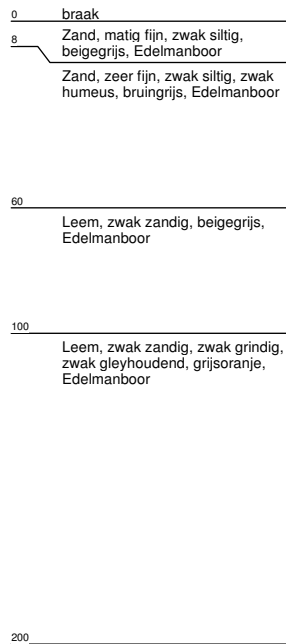 0 braak
Zand, matig fijn, zwak siltig,
8 beigegrijs, Edelmanboor
Zand, zeer fijn, zwak siltig, zwak
humeus, bruingrijs, Edelmanboor
60
Leem, zwak zandig, beigegrijs,
Edelmanboor
100
Leem, zwak zandig, zwak grindig,
zwak gleyhoudend, grijsoranje,
Edelmanboor
200